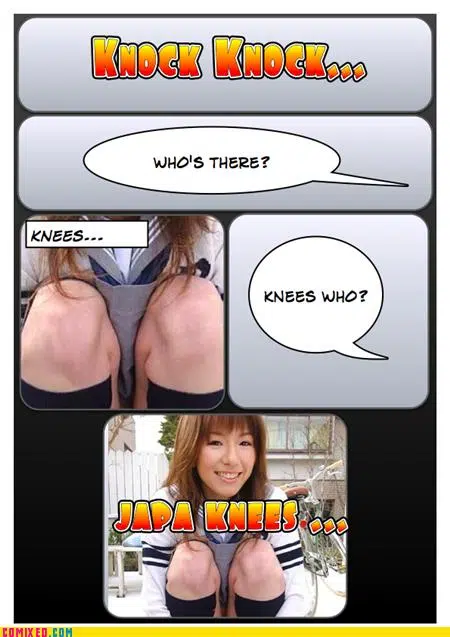 KNOCK KNOCK...
WHO'S THERE?
KNEES...
KNEES WHO?
JAPA KNEES ...
COMIXED.COM